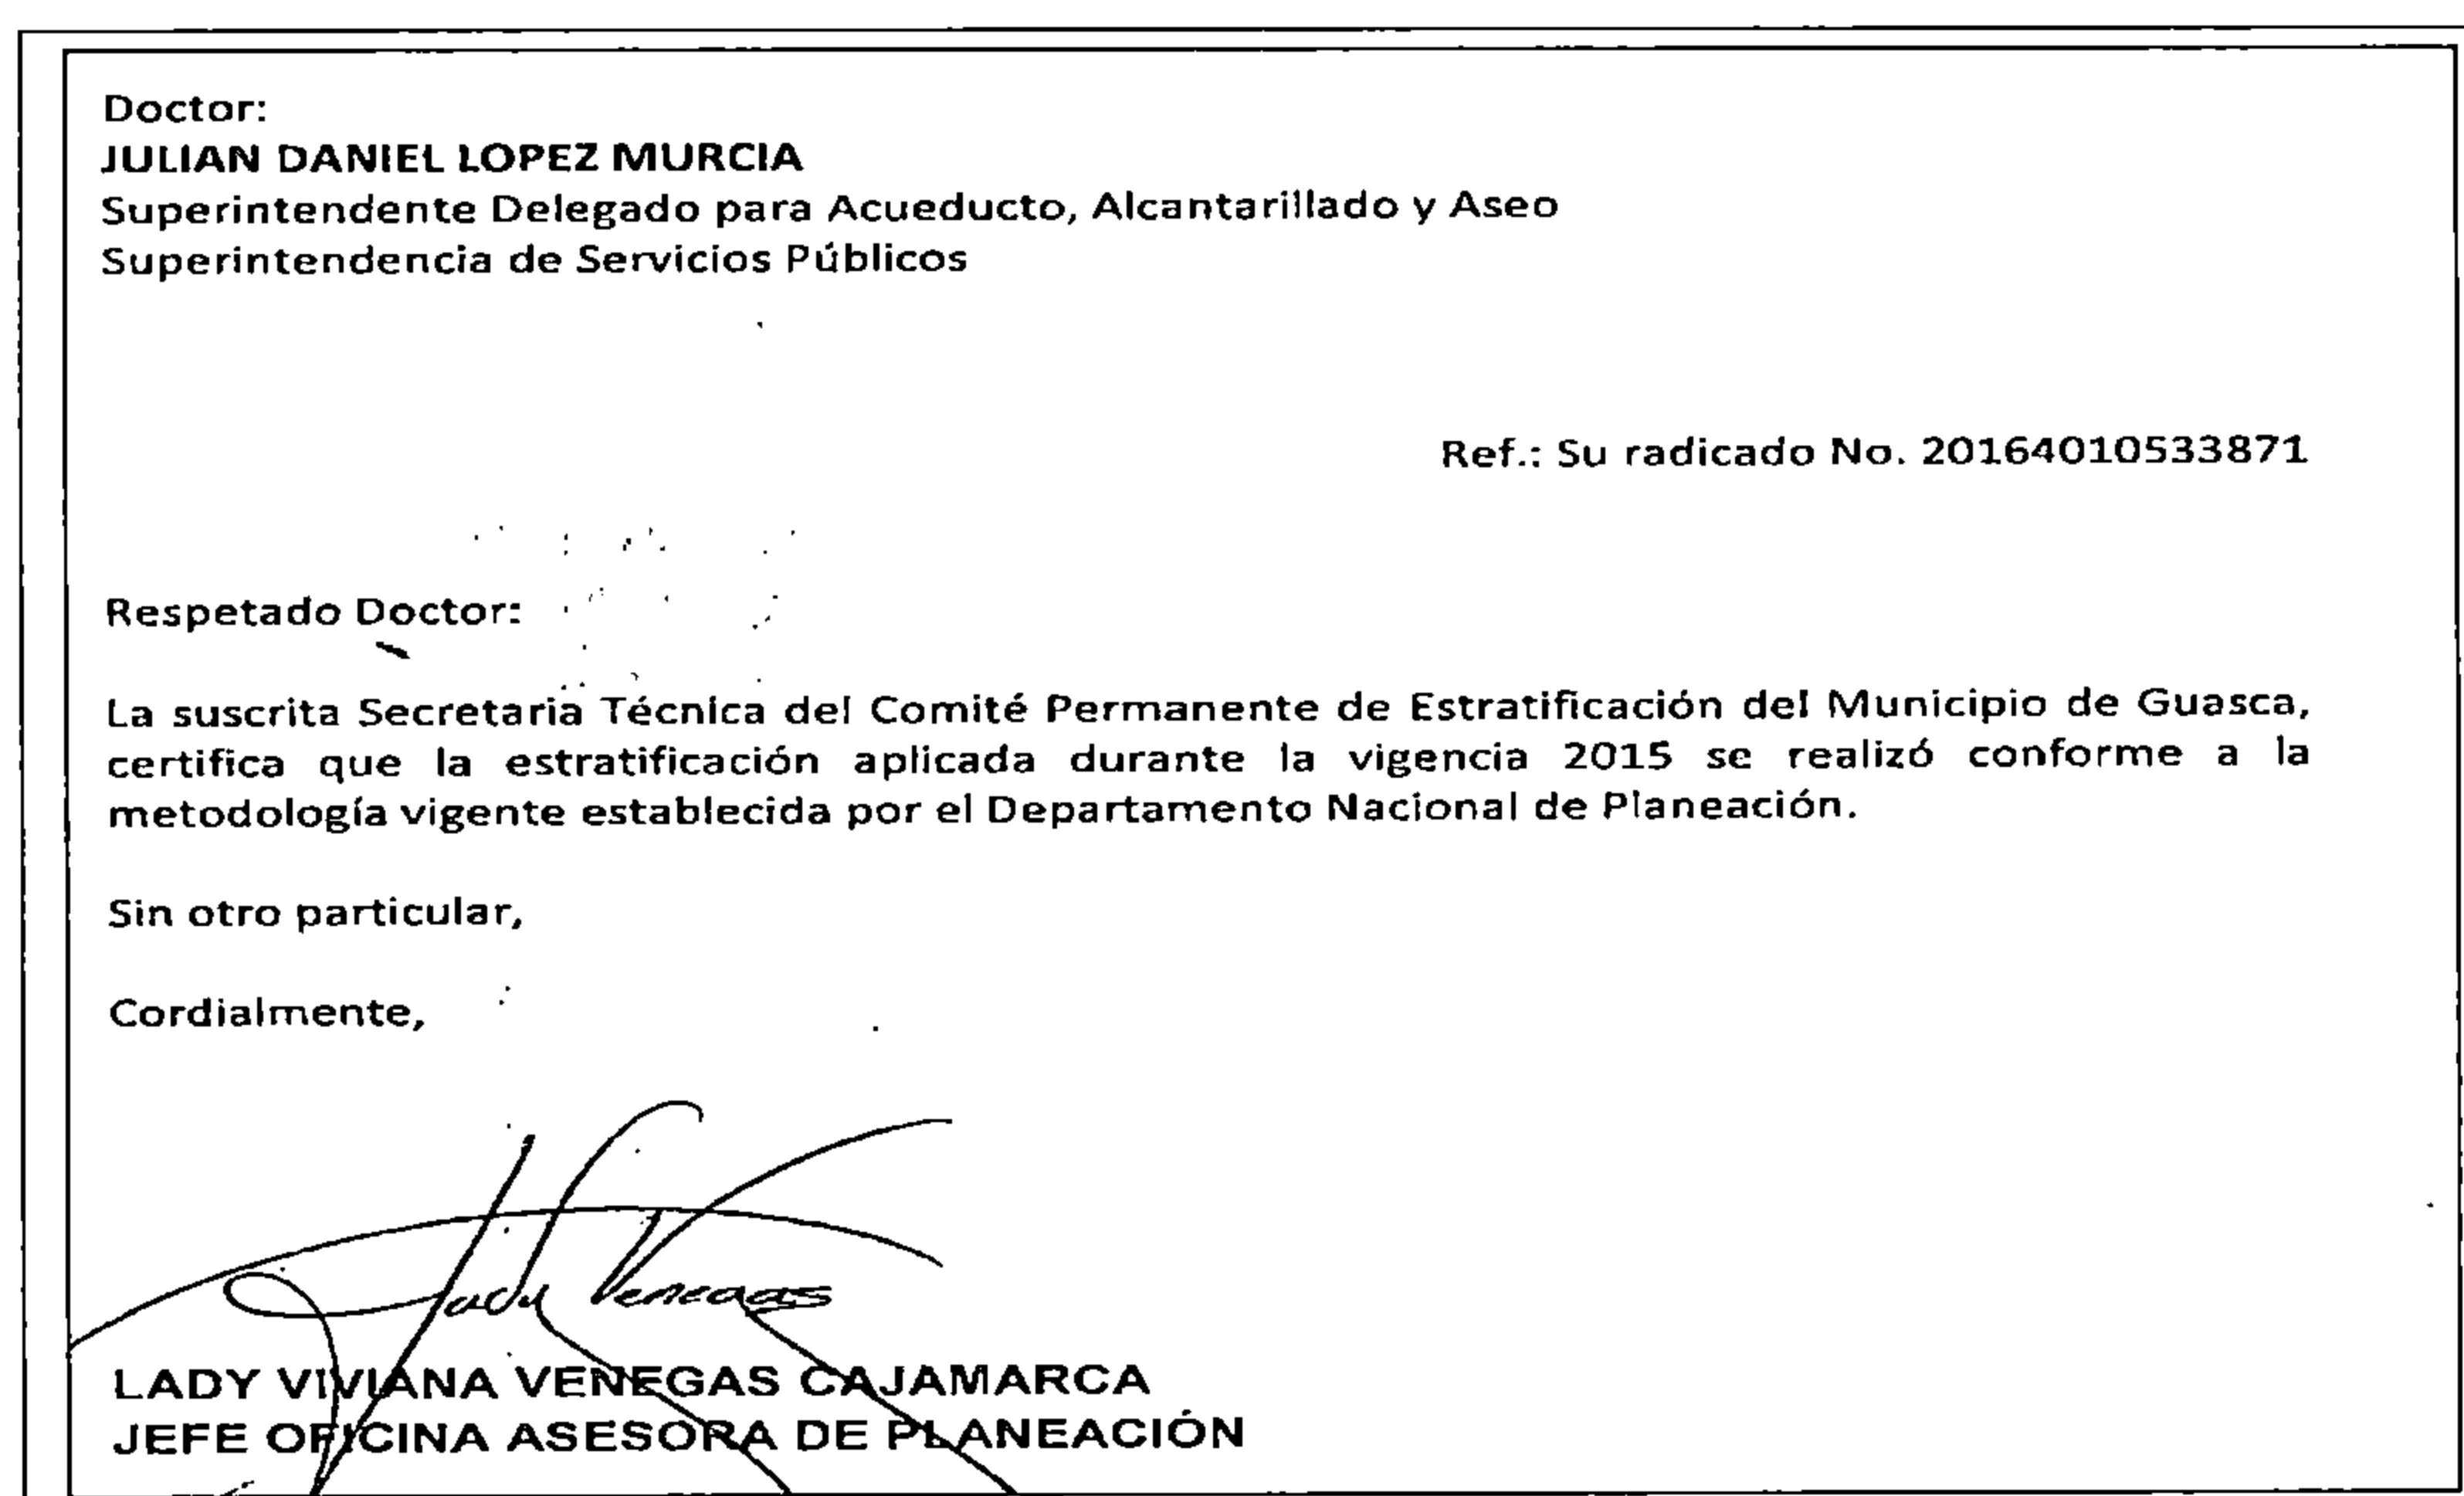 Doctor:
JULIAN DANIEL LOPEZ MURCIA
Superintendente Delegado para Acueducto, Alcantarillado y Aseo
Superintendencia de Servicios Públicos
Ref.: Su radicado No. 20164010533871
Respetado Doctor:
La suscrita Secretaria Técnica del Comité Permanente de Estratificación del Municipio de Guasca,
certifica que la estratificación aplicada durante la vigencia 2015 se realizó conforme a la
metodología vigente establecida por el Departamento Nacional de Planeación.
Sin otro particular,
Cordialmente,
Lady Venegas
LADY VIVIANA VENEGAS CAJAMARCA
JEFE OFICINA ASESORA DE PLANEACIÓN